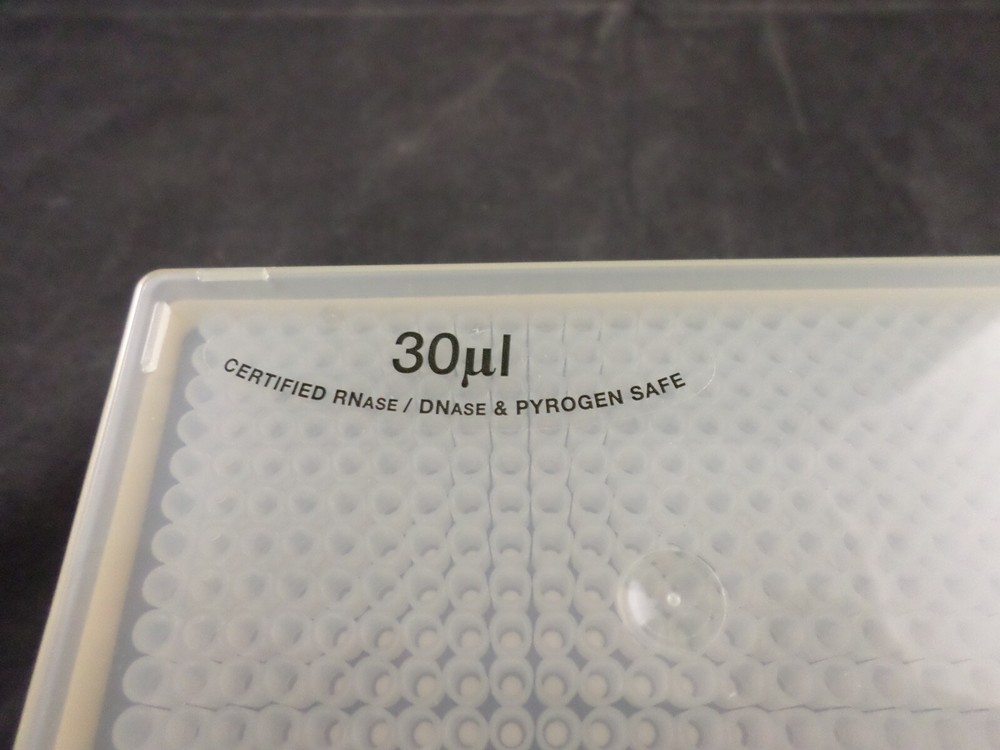 30µl
CERTIFIED RNASE / DNASE & PYROGEN SAFE